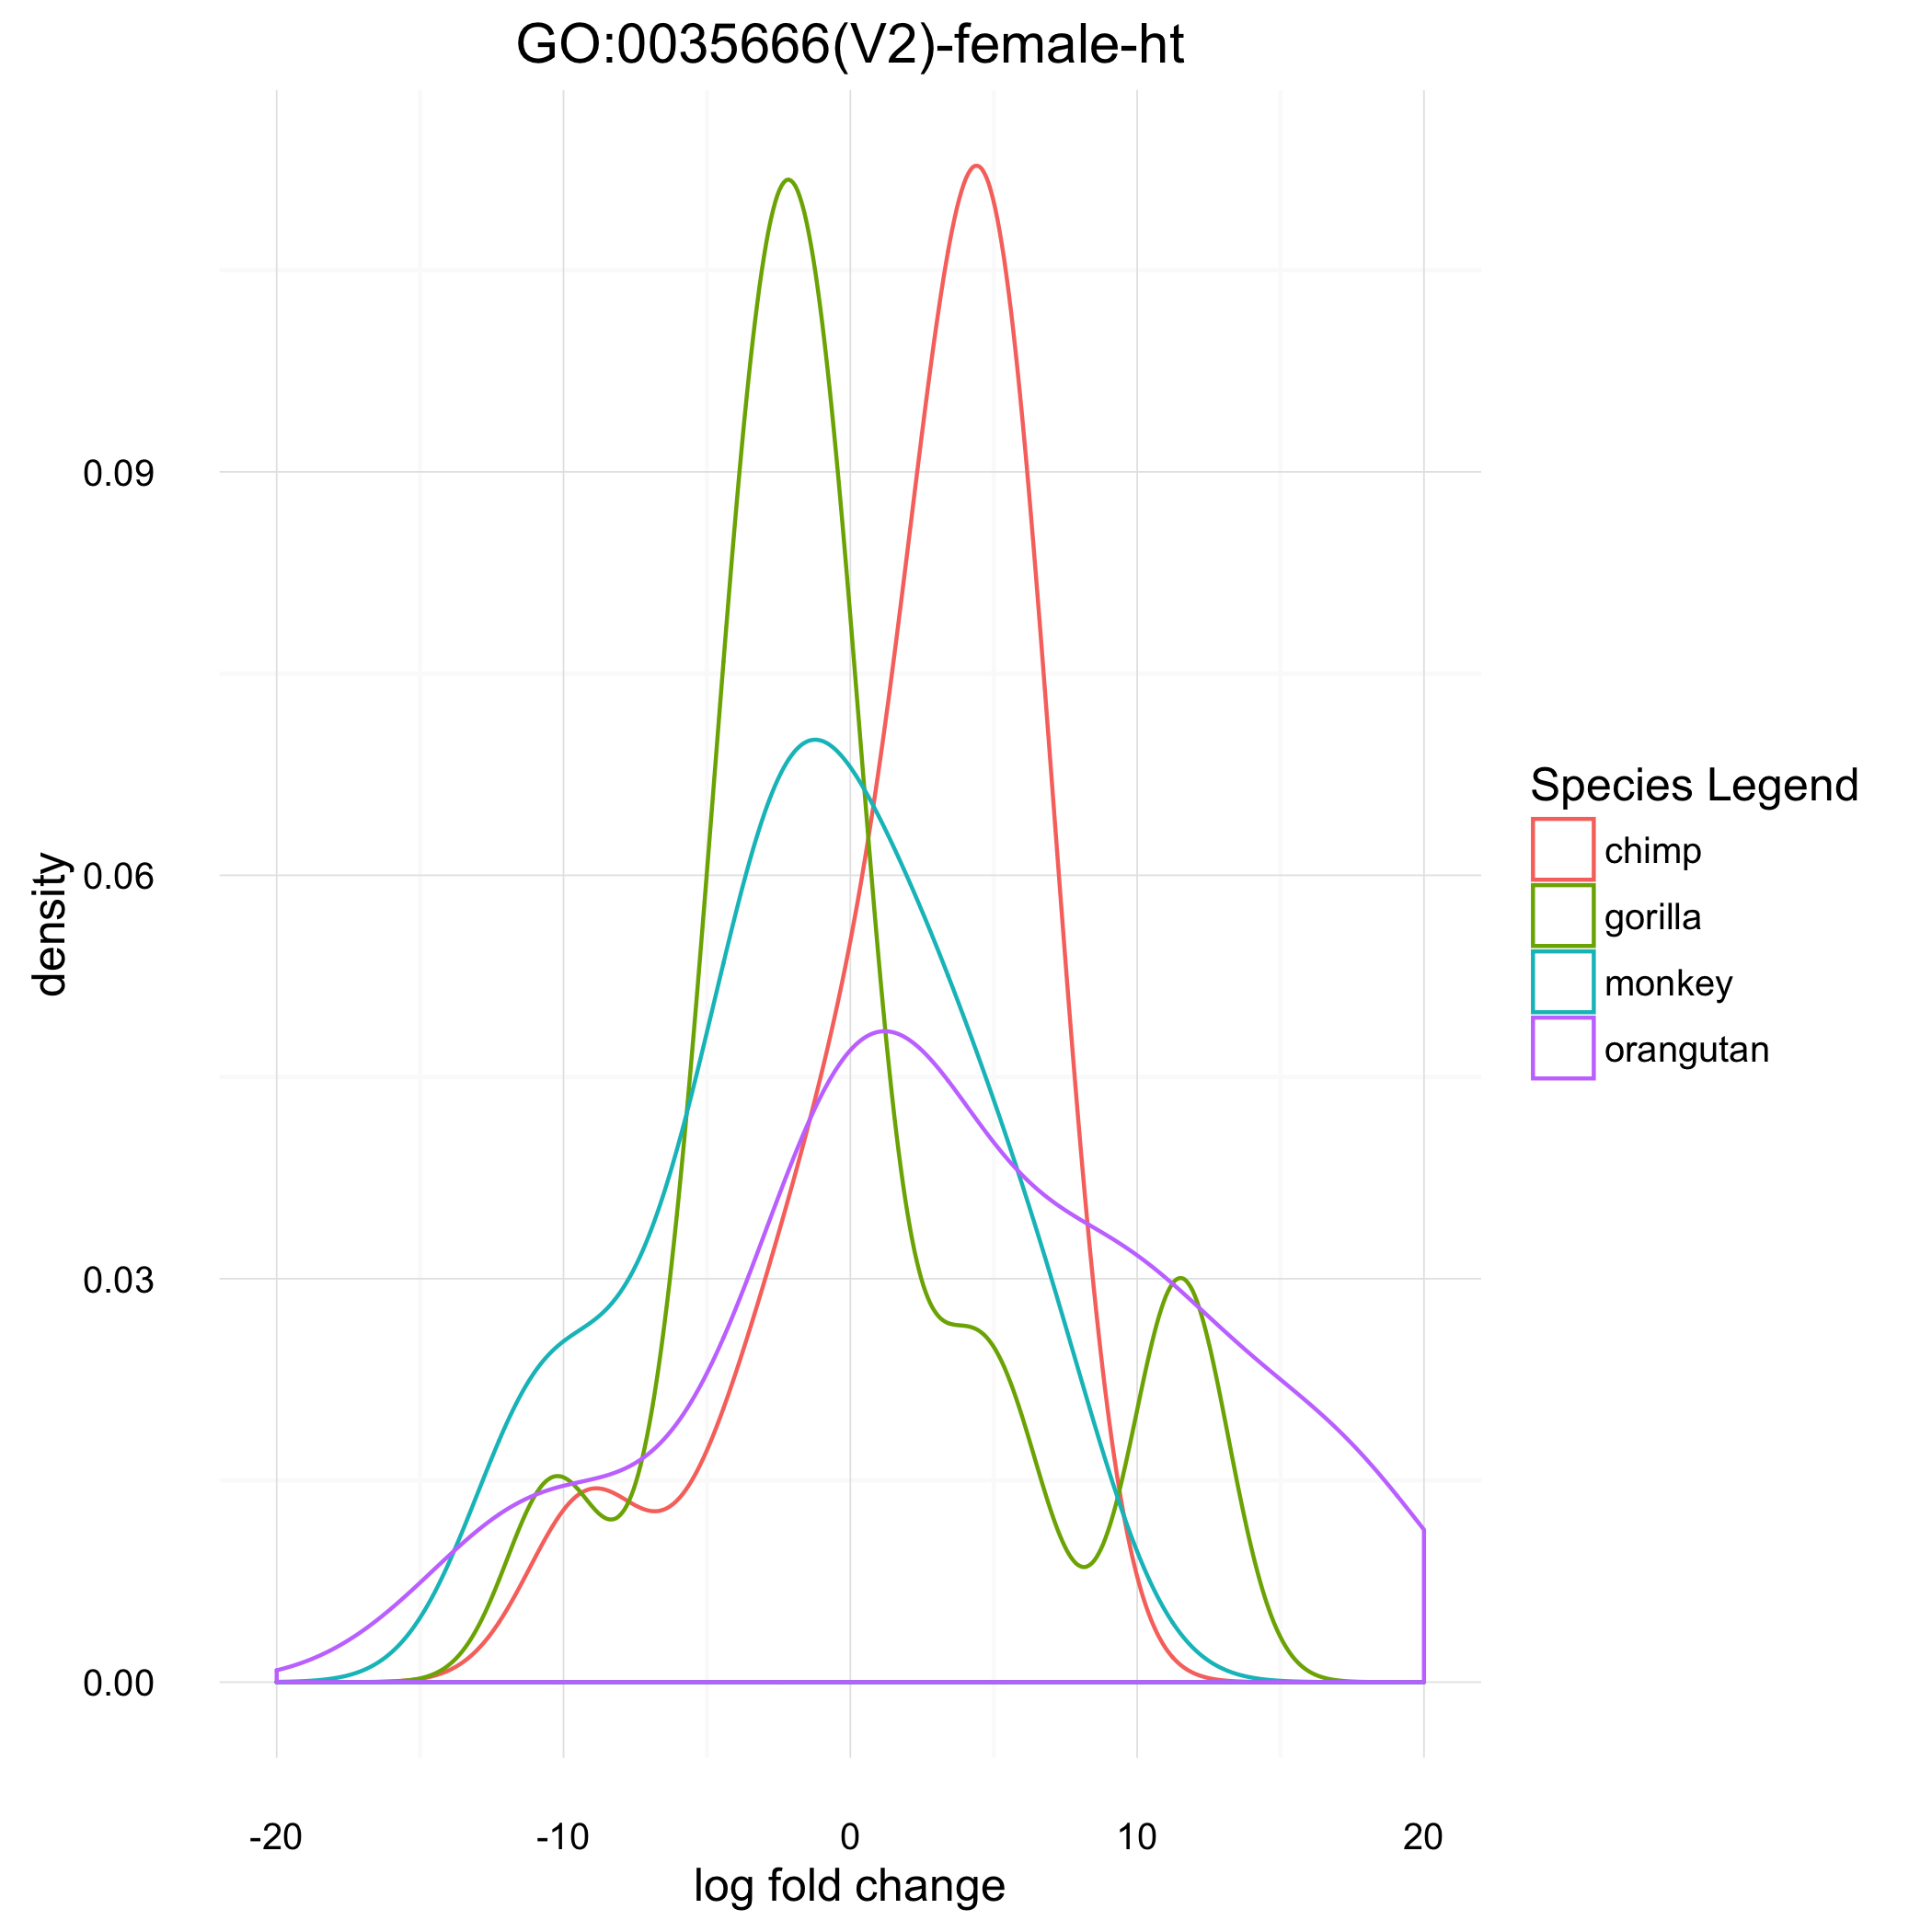 GO:0035666(V2)-female-ht
density
0.09
0.06
0.03
0.00
-20
-10
0
10
20
log fold change
Species Legend
chimp
gorilla
monkey
orangutan